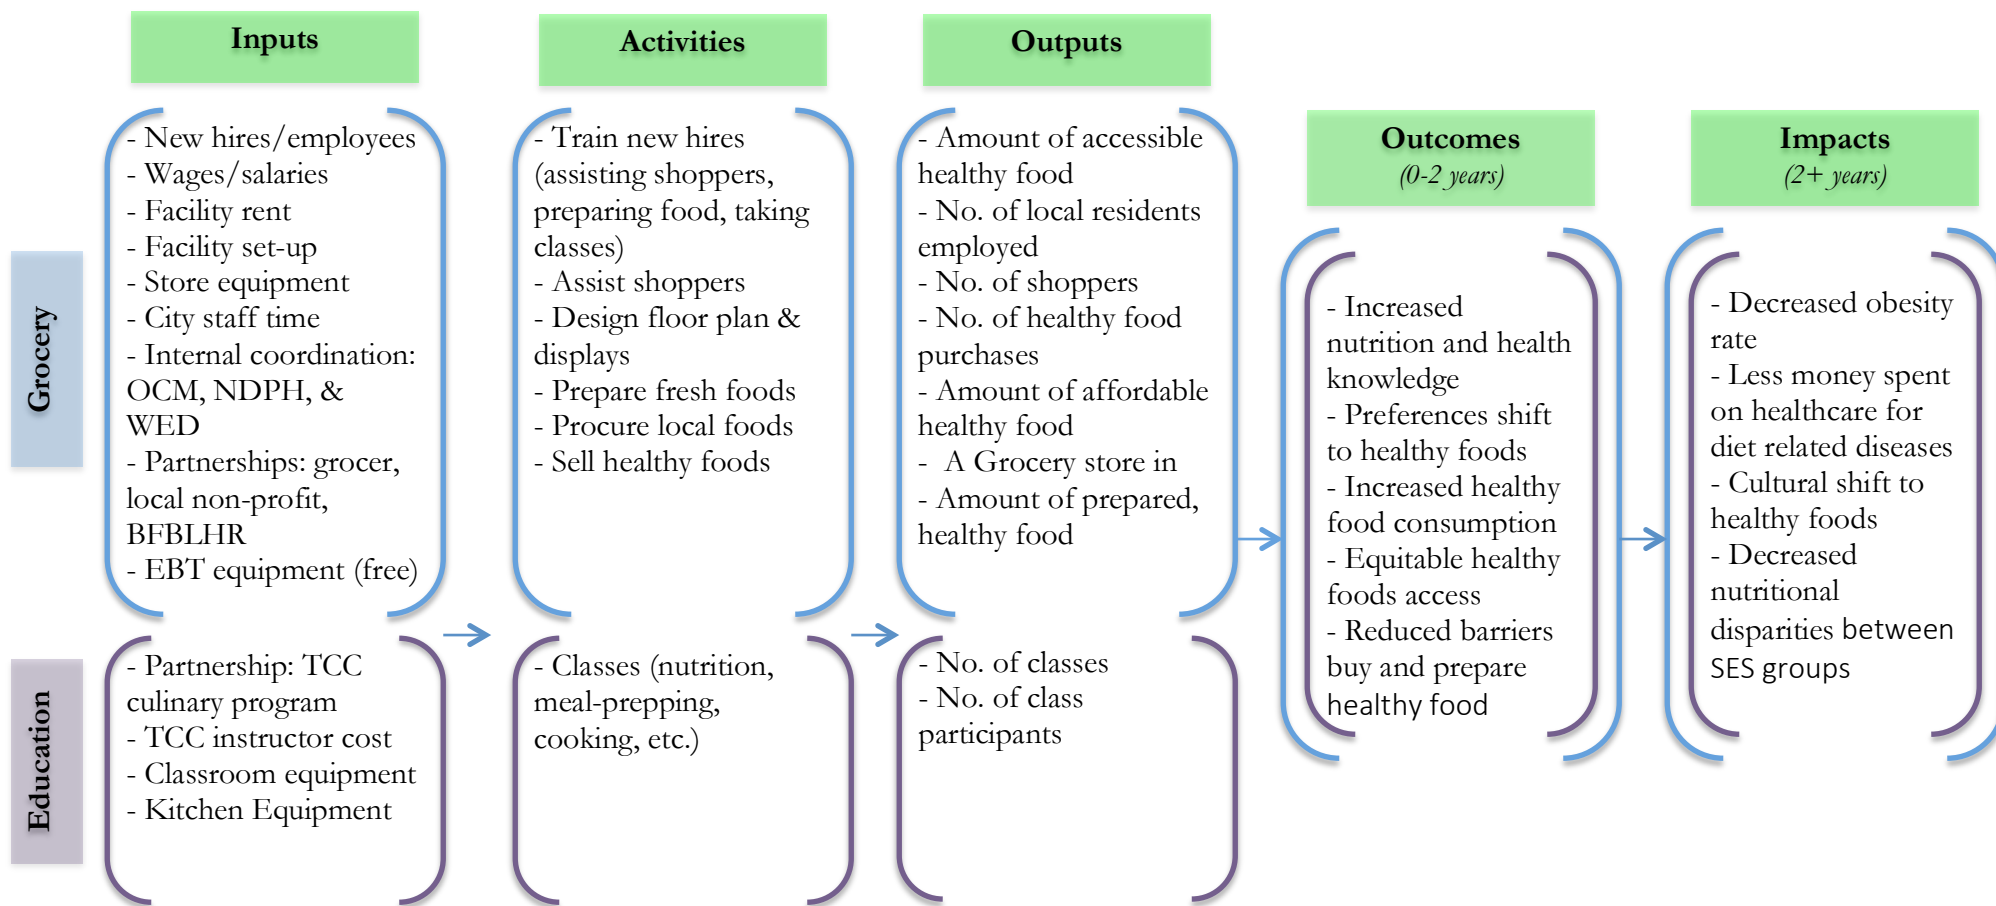 Inputs
Activities
Outputs
Outcomes
(0-2 years)
Impacts
(2+ years)
Grocery
- New hires/employees
- Wages/salaries
- Facility rent
- Facility set-up
- Store equipment
- City staff time
- Internal coordination:
OCM, NDPH, &
WED
- Partnerships: grocer,
local non-profit,
BFBLHR
- EBT equipment (free)
- Train new hires
(assisting shoppers,
preparing food, taking
classes)
- Assist shoppers
- Design floor plan &
displays
- Prepare fresh foods
- Procure local foods
- Sell healthy foods
- Amount of accessible
healthy food
- No. of local residents
employed
- No. of shoppers
- No. of healthy food
purchases
- Amount of affordable
healthy food
- A Grocery store in
- Amount of prepared,
healthy food
Education
- Partnership: TCC
culinary program
- TCC instructor cost
- Classroom equipment
- Kitchen Equipment
- Classes (nutrition,
meal-prepping,
cooking, etc.)
- No. of classes
- No. of class
participants
- Increased
nutrition and health
knowledge
- Preferences shift
to healthy foods
- Increased healthy
food consumption
- Equitable healthy
foods access
- Reduced barriers
buy and prepare
healthy food
- Decreased obesity
rate
- Less money spent
on healthcare for
diet related diseases
- Cultural shift to
healthy foods
- Decreased
nutritional
disparities between
SES groups